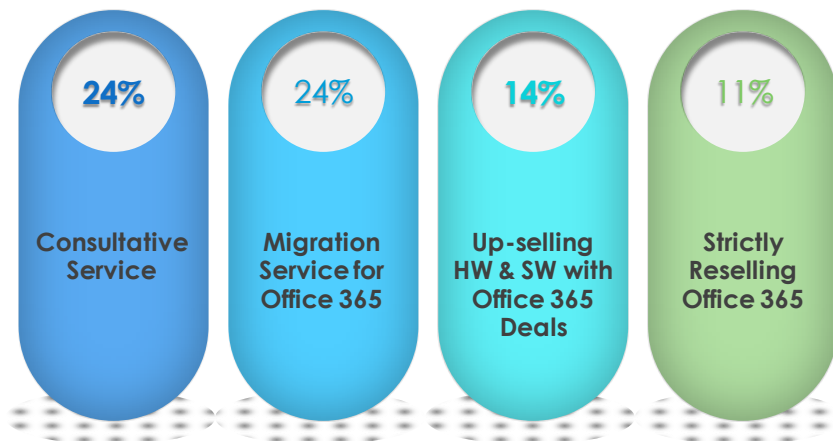 24%
24%
14%
11%
Consultative
Service
Migration
Service for
Office 365
Up-selling
HW & SW with
Office 365
Deals
Strictly
Reselling
Office 365